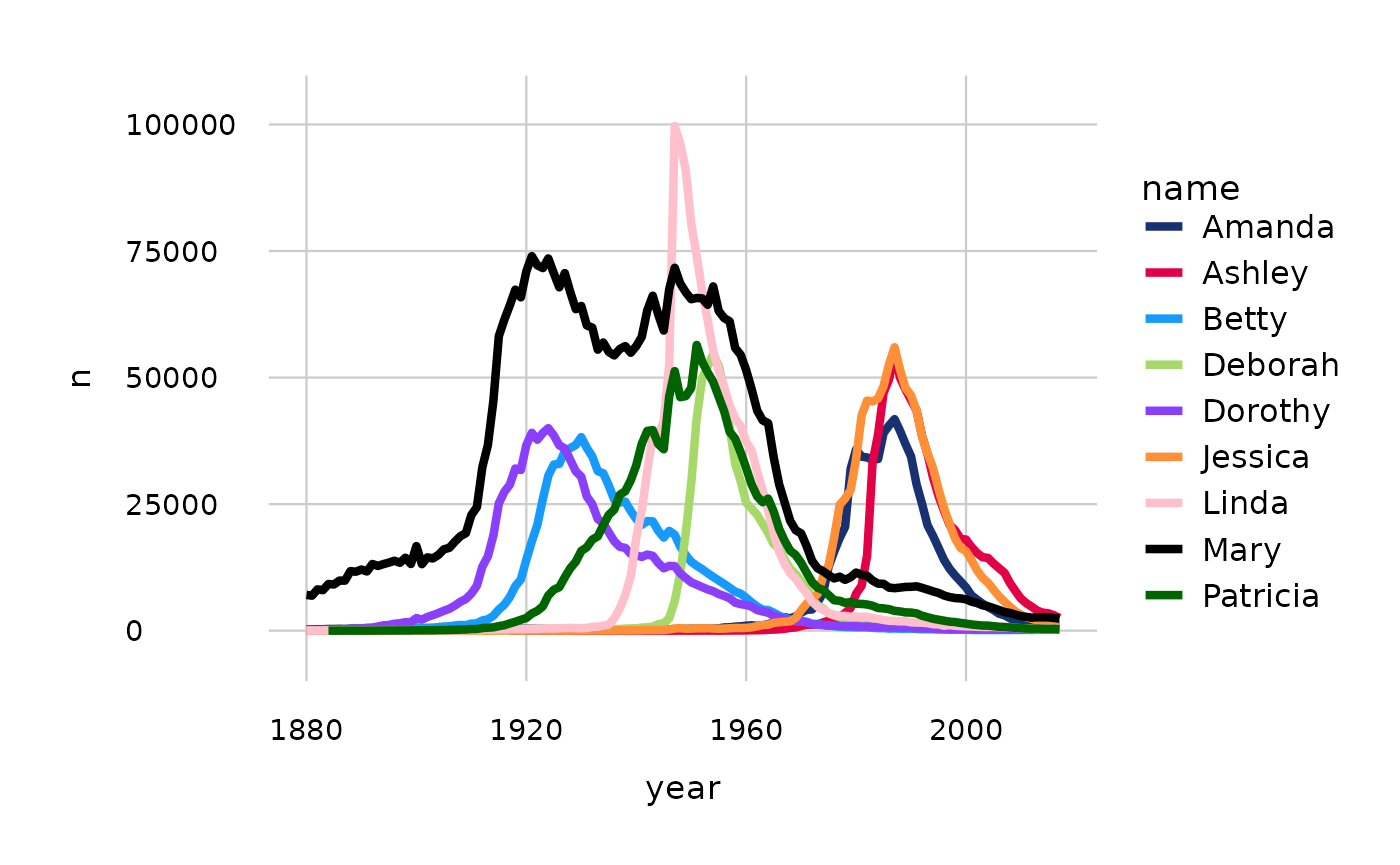 100000
75000
50000
25000
0
n
1880
1920
1960
2000
year
name
Amanda
Ashley
Betty
Deborah
Dorothy
Jessica
Linda
Mary
Patricia